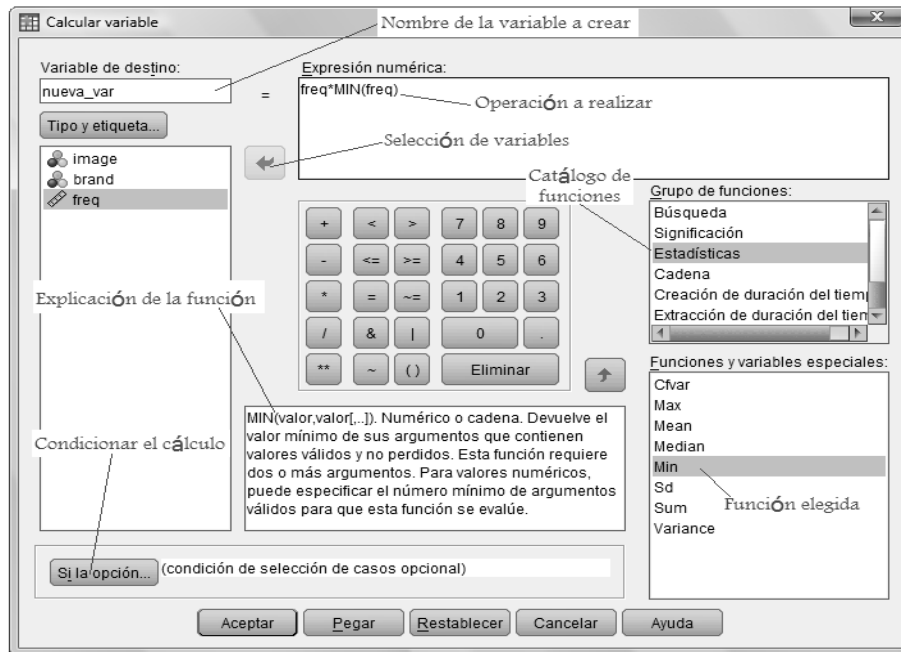 Calcular variable
Nombre de la variable a crear
Variable de destino:
nueva_var
=
Expresión numérica:
freq*MIN(freq)
Operación a realizar
Tipo y etiqueta...
Selección de variables
image
brand
freq
Catálogo de
funciones
Grupo de funciones:
Búsqueda
Significación
Estadísticas
Cadena
Creación de duración del tiem
Extracción de duración del tiem
+ < > 7 8 9
- <= >= 4 5 6
* = ~= 1 2 3
/ & | 0 .
** ~ ( ) Eliminar
Explicación de la función
Funciones y variables especiales:
Cfvar
Max
Mean
Median
Min
Sd
Sum
Variance
Función elegida
MIN(valor,valor[,..]). Numérico o cadena. Devuelve el
valor mínimo de sus argumentos que contienen
valores válidos y no perdidos. Esta función requiere
dos o más argumentos. Para valores numéricos,
puede especificar el número mínimo de argumentos
válidos para que esta función se evalúe.
Condicionar el cálculo
Si la opción... (condición de selección de casos opcional)
Aceptar Pegar Restablecer Cancelar Ayuda